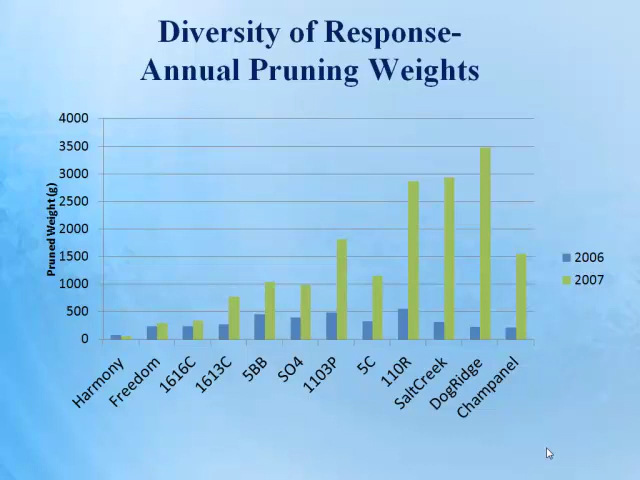 Diversity of Response-
Annual Pruning Weights
Pruned Weight (g)
4000
3500
3000
2500
2000
1500
1000
500
0
Harmony
Freedom
1616C
1613C
5BB
SO4
1103P
5C
110R
SaltCreek
DogRidge
Champanel
2006
2007